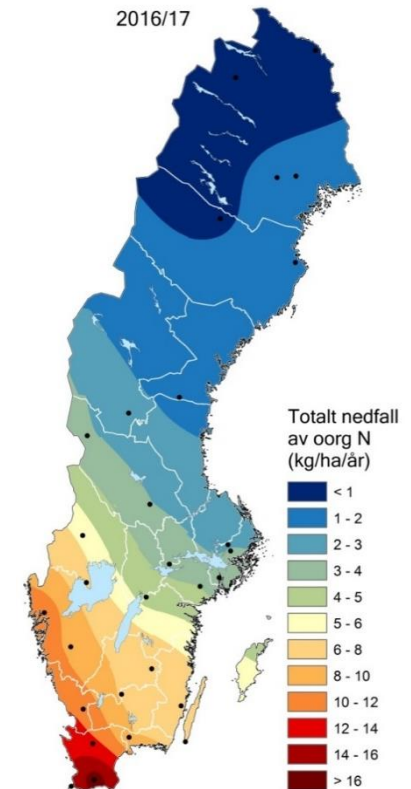 2016/17
Totalt nedfall
av oorg N
(kg/ha/år)
< 1
1 - 2
2 - 3
3 - 4
4 - 5
5 - 6
6 - 8
8 - 10
10 - 12
12 - 14
14 - 16
> 16